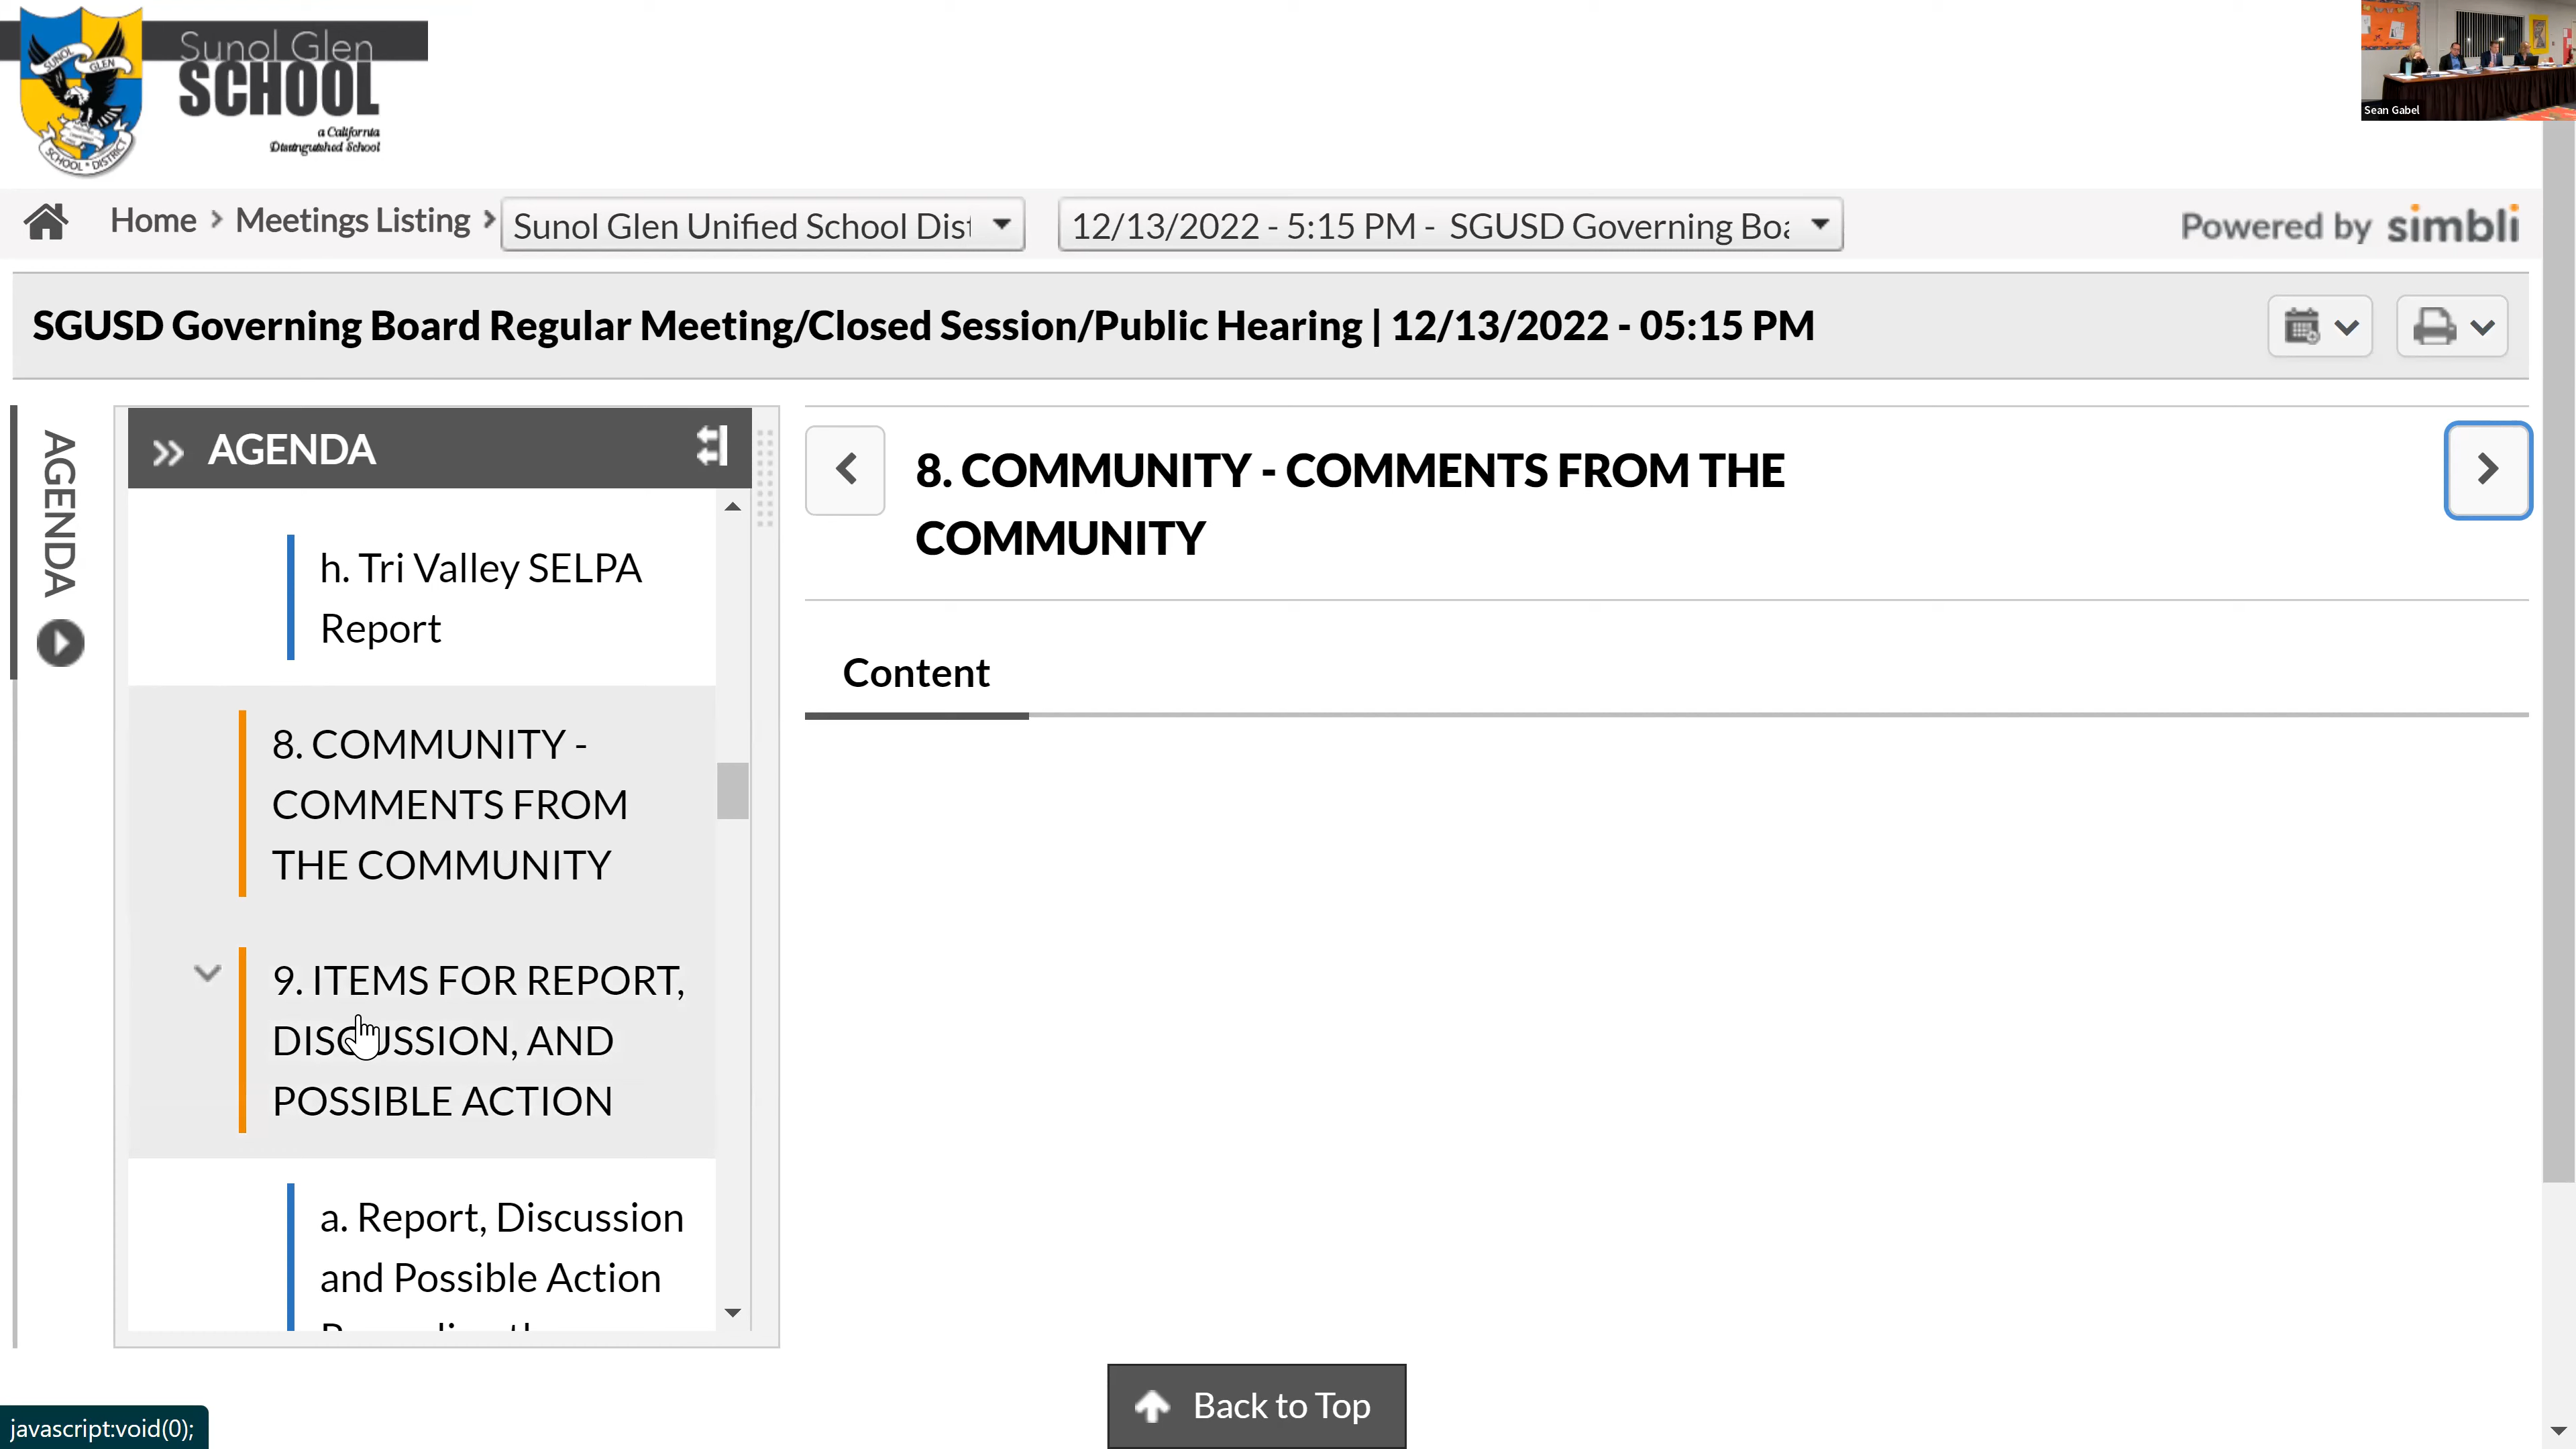 SUNOL GLEN
SCHOOL • DISTRICT
Sunol Glen
SCHOOL
a California
Distinguished School
Sean Gabel
Home
Meetings Listing
Sunol Glen Unified School Dist
12/13/2022 - 5:15 PM - SGUSD Governing Boa
Powered by simbli
SGUSD Governing Board Regular Meeting/Closed Session/Public Hearing | 12/13/2022 - 05:15 PM
AGENDA
AGENDA
h. Tri Valley SELPA
Report
8. COMMUNITY -
COMMENTS FROM
THE COMMUNITY
9. ITEMS FOR REPORT,
DISCUSSION, AND
POSSIBLE ACTION
a. Report, Discussion
and Possible Action
8. COMMUNITY - COMMENTS FROM THE
COMMUNITY
Content
Back to Top
javascript:void(0);